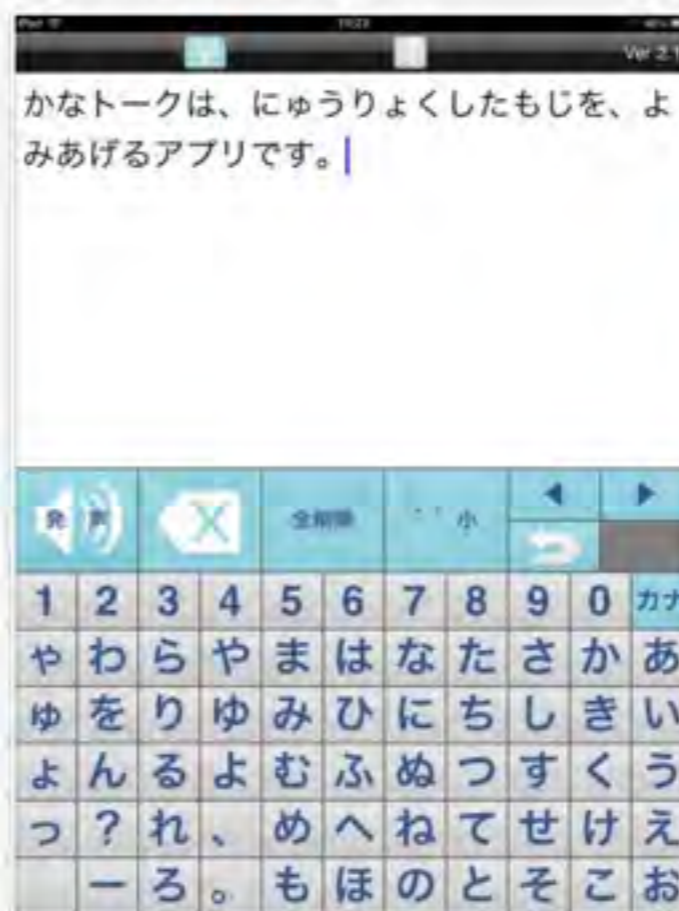 iPad
Ver 2.1
かなトークは、にゅうりょくしたもじを、よ
みあげるアプリです。
発声
X
全削除
゛゜小
◀ ▶
1 2 3 4 5 6 7 8 9 0 カナ
ゃ わ ら や ま は な た さ か あ
ゅ を り ゆ み ひ に ち し き い
ょ ん る よ む ふ ぬ つ す く う
っ ? れ 、 め へ ね て せ け え
ー ろ 。 も ほ の と そ こ お